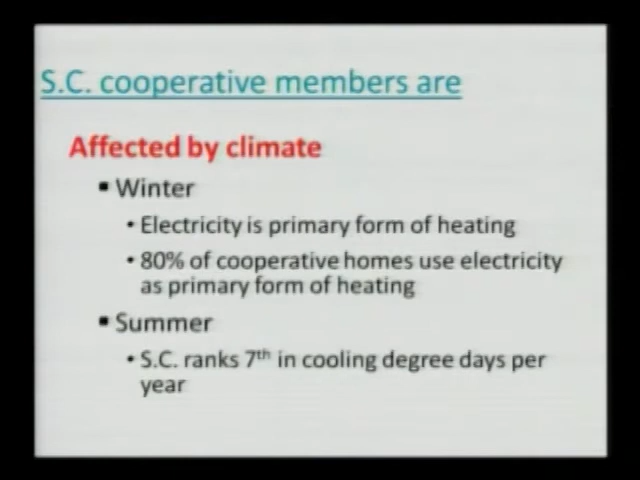 S.C. cooperative members are
Affected by climate
▪ Winter
• Electricity is primary form of heating
• 80% of cooperative homes use electricity
as primary form of heating
▪ Summer
• S.C. ranks 7th in cooling degree days per
year